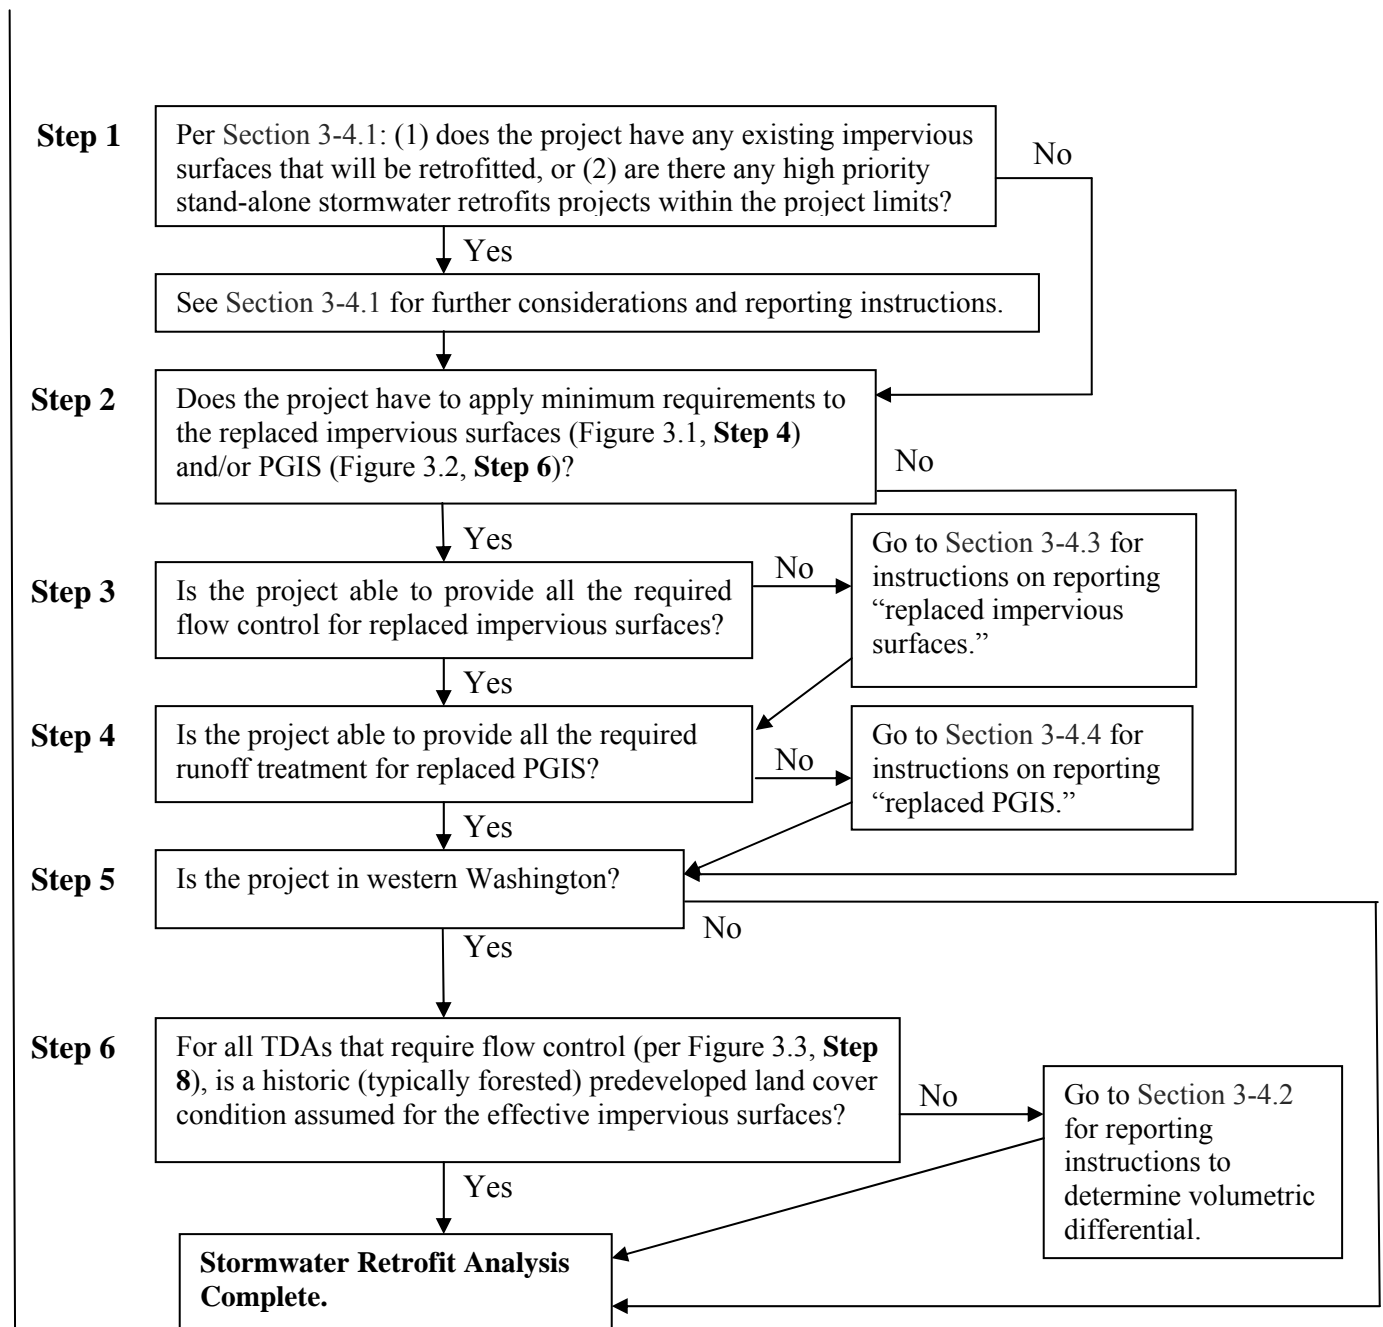 Step 1
Per Section 3-4.1: (1) does the project have any existing impervious
surfaces that will be retrofitted, or (2) are there any high priority
stand-alone stormwater retrofits projects within the project limits?
No
Yes
See Section 3-4.1 for further considerations and reporting instructions.
Step 2
Does the project have to apply minimum requirements to
the replaced impervious surfaces (Figure 3.1, Step 4)
and/or PGIS (Figure 3.2, Step 6)?
No
Yes
Step 3
Is the project able to provide all the required
flow control for replaced impervious surfaces?
No
Go to Section 3-4.3 for
instructions on reporting
“replaced impervious
surfaces.”
Yes
Step 4
Is the project able to provide all the required
runoff treatment for replaced PGIS?
No
Go to Section 3-4.4 for
instructions on reporting
“replaced PGIS.”
Yes
Step 5
Is the project in western Washington?
No
Yes
Step 6
For all TDAs that require flow control (per Figure 3.3, Step
8), is a historic (typically forested) predeveloped land cover
condition assumed for the effective impervious surfaces?
No
Go to Section 3-4.2
for reporting
instructions to
determine volumetric
differential.
Yes
Stormwater Retrofit Analysis
Complete.